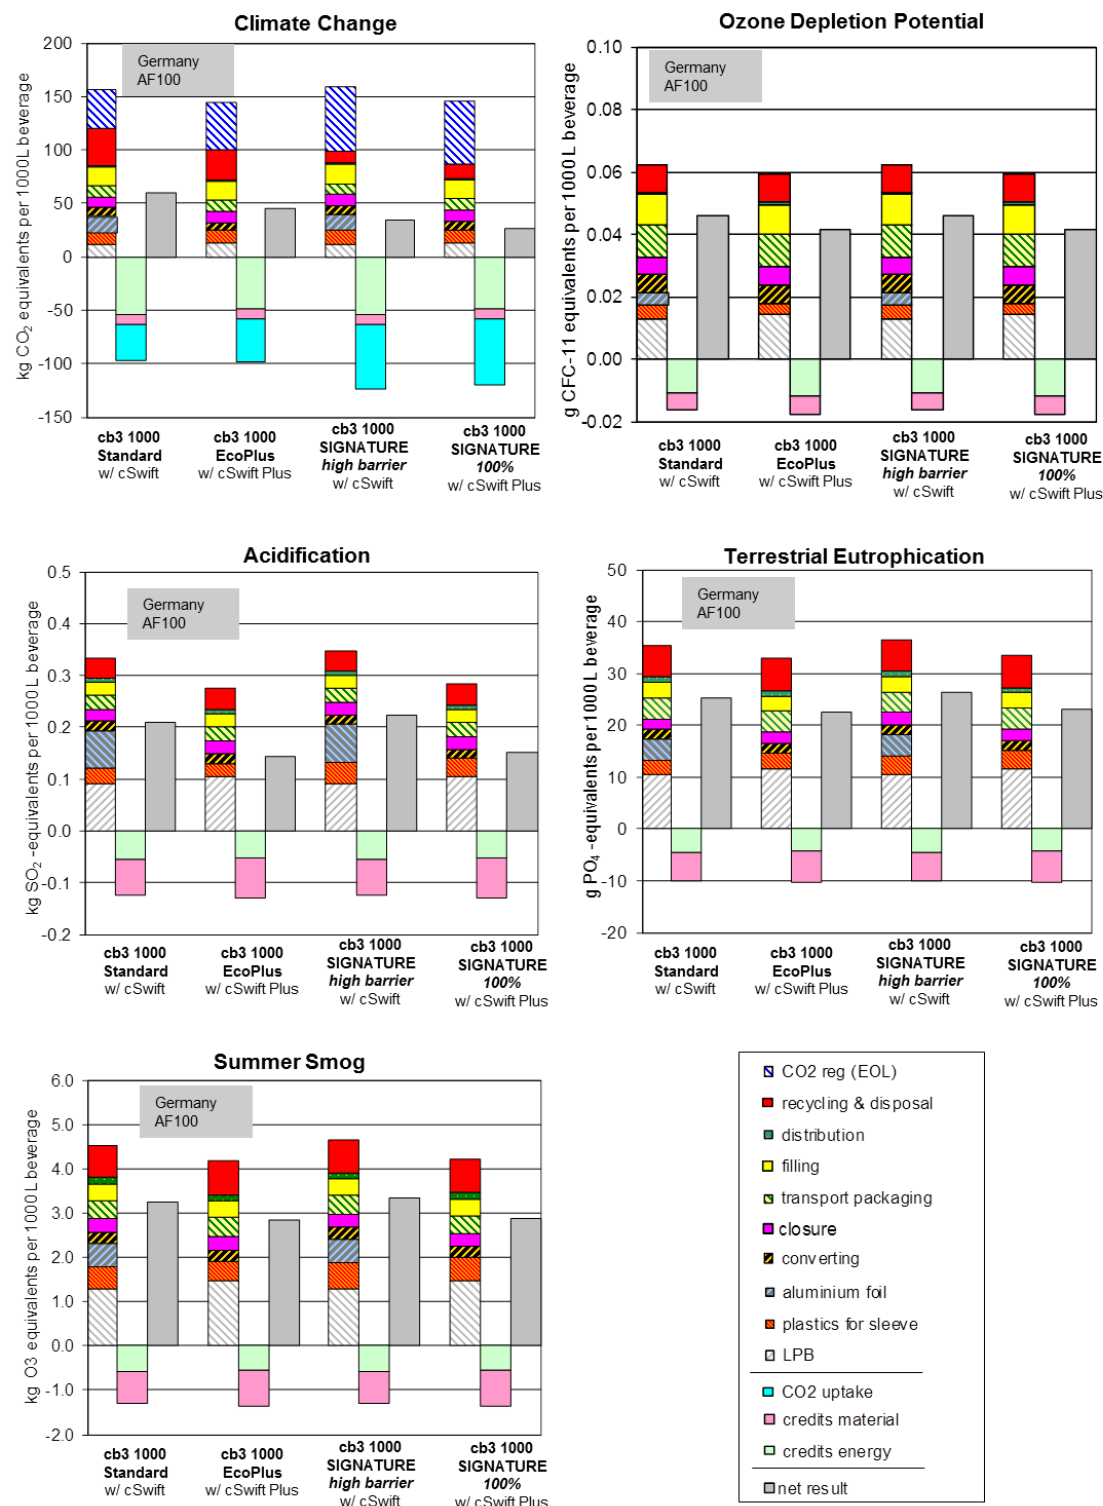 Climate Change
kg CO2 equivalents per 1000L beverage
200
150
100
50
0
-50
-100
-150
Germany
AF100
cb3 1000
Standard
w/ cSwift
cb3 1000
EcoPlus
w/ cSwift Plus
cb3 1000
SIGNATURE
high barrier
w/ cSwift
cb3 1000
SIGNATURE
100%
w/ cSwift Plus
Ozone Depletion Potential
g CFC-11 equivalents per 1000L beverage
0.10
0.08
0.06
0.04
0.02
0.00
-0.02
Germany
AF100
cb3 1000
Standard
w/ cSwift
cb3 1000
EcoPlus
w/ cSwift Plus
cb3 1000
SIGNATURE
high barrier
w/ cSwift
cb3 1000
SIGNATURE
100%
w/ cSwift Plus
Acidification
kg SO2 -equivalents per 1000L beverage
0.5
0.4
0.3
0.2
0.1
0.0
-0.1
-0.2
Germany
AF100
cb3 1000
Standard
w/ cSwift
cb3 1000
EcoPlus
w/ cSwift Plus
cb3 1000
SIGNATURE
high barrier
w/ cSwift
cb3 1000
SIGNATURE
100%
w/ cSwift Plus
Terrestrial Eutrophication
g PO4 -equivalents per 1000L beverage
50
40
30
20
10
0
-10
-20
Germany
AF100
cb3 1000
Standard
w/ cSwift
cb3 1000
EcoPlus
w/ cSwift Plus
cb3 1000
SIGNATURE
high barrier
w/ cSwift
cb3 1000
SIGNATURE
100%
w/ cSwift Plus
Summer Smog
kg O3 equivalents per 1000L beverage
6.0
5.0
4.0
3.0
2.0
1.0
0.0
-1.0
-2.0
Germany
AF100
cb3 1000
Standard
w/ cSwift
cb3 1000
EcoPlus
w/ cSwift Plus
cb3 1000
SIGNATURE
high barrier
w/ cSwift
cb3 1000
SIGNATURE
100%
w/ cSwift Plus
CO2 reg (EOL)
recycling & disposal
distribution
filling
transport packaging
closure
converting
aluminium foil
plastics for sleeve
LPB
CO2 uptake
credits material
credits energy
net result